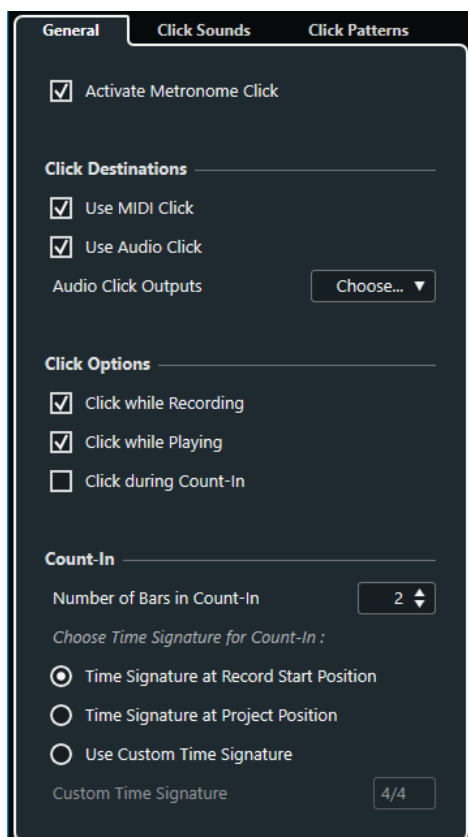 General Click Sounds Click Patterns
Activate Metronome Click
Click Destinations
Use MIDI Click
Use Audio Click
Audio Click Outputs Choose...
Click Options
Click while Recording
Click while Playing
Click during Count-In
Count-In
Number of Bars in Count-In 2
Choose Time Signature for Count-In :
Time Signature at Record Start Position
Time Signature at Project Position
Use Custom Time Signature
Custom Time Signature 4/4